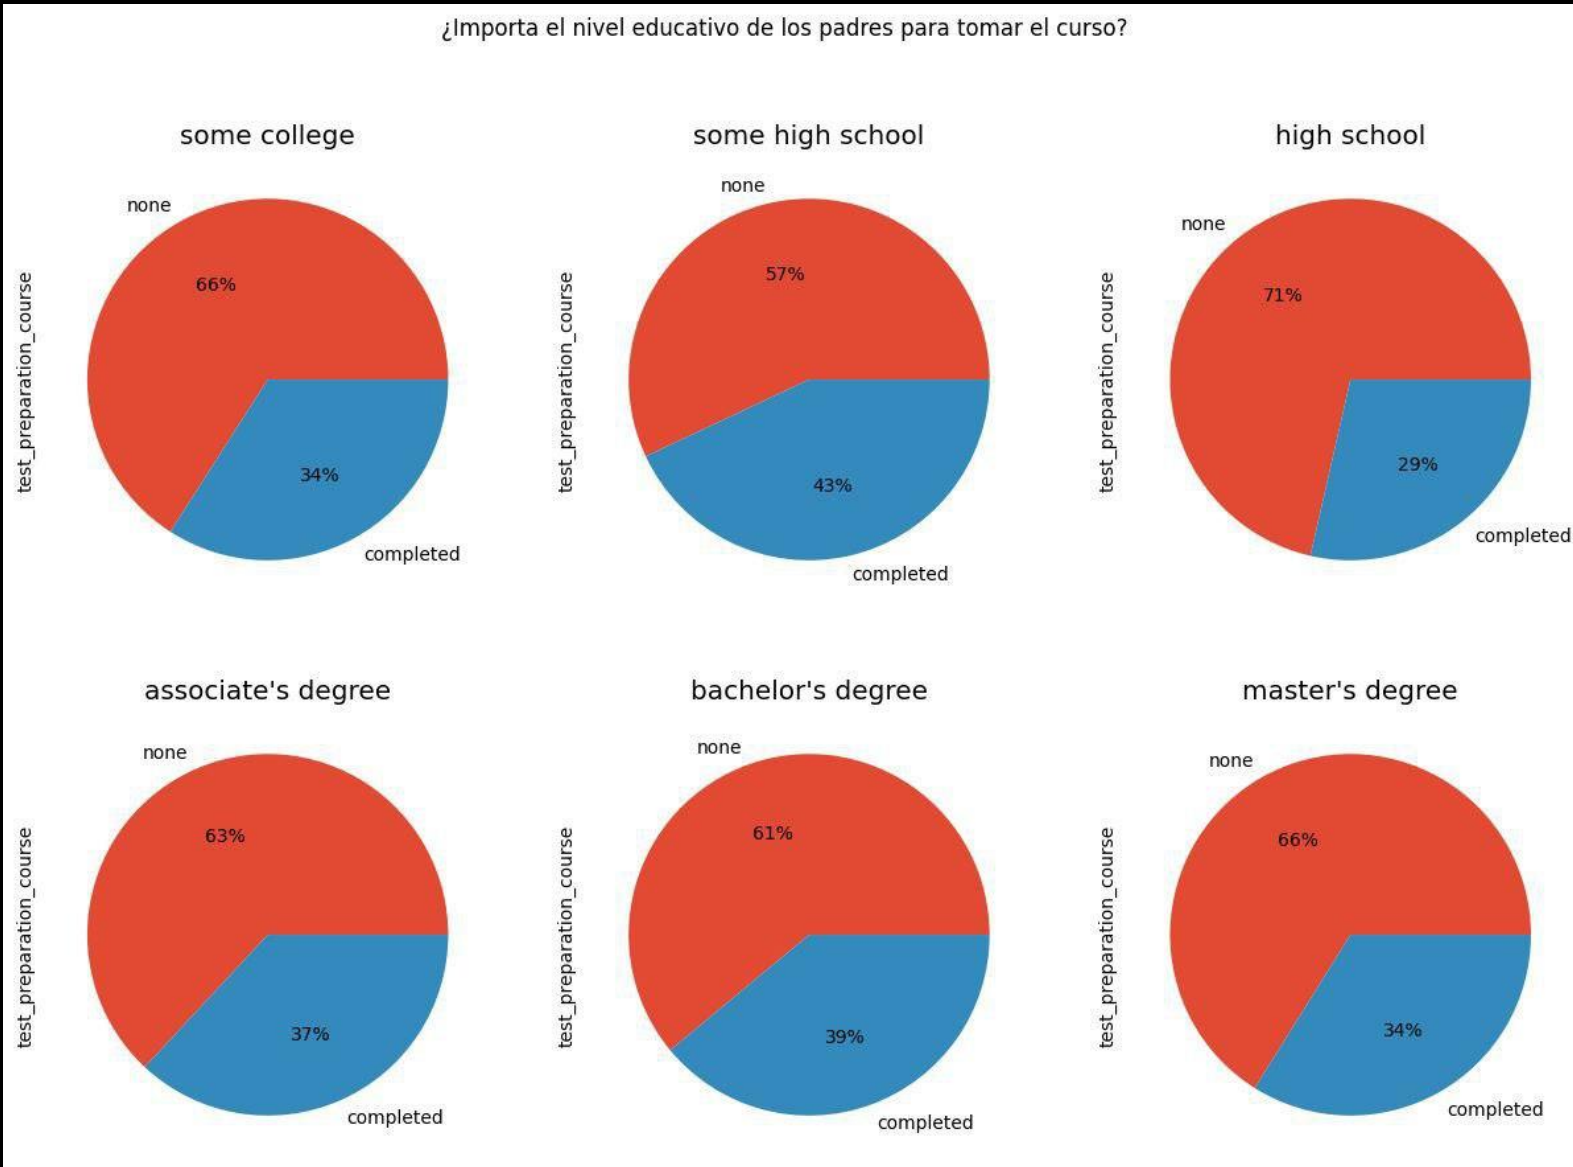 ¿Importa el nivel educativo de los padres para tomar el curso?
some college
none
66%
34%
completed
test_preparation_course
some high school
none
57%
43%
completed
test_preparation_course
high school
none
71%
29%
completed
test_preparation_course
associate's degree
none
63%
37%
completed
test_preparation_course
bachelor's degree
none
61%
39%
completed
test_preparation_course
master's degree
none
66%
34%
completed
test_preparation_course